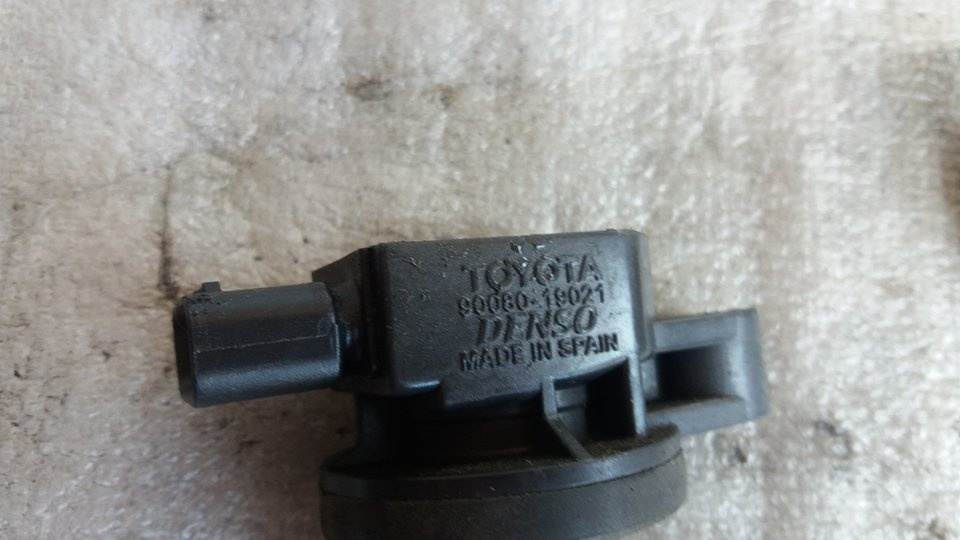 TOYOTA
90080-19021
DENSO
MADE IN SPAIN